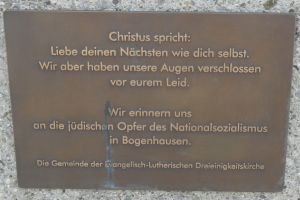 Christus spricht:
Liebe deinen Nächsten wie dich selbst.
Wir aber haben unsere Augen verschlossen
vor eurem Leid.
Wir erinnern uns
an die jüdischen Opfer des Nationalsozialismus
in Bogenhausen.
Die Gemeinde der Evangelisch-Lutherischen Dreieinigkeitskirche